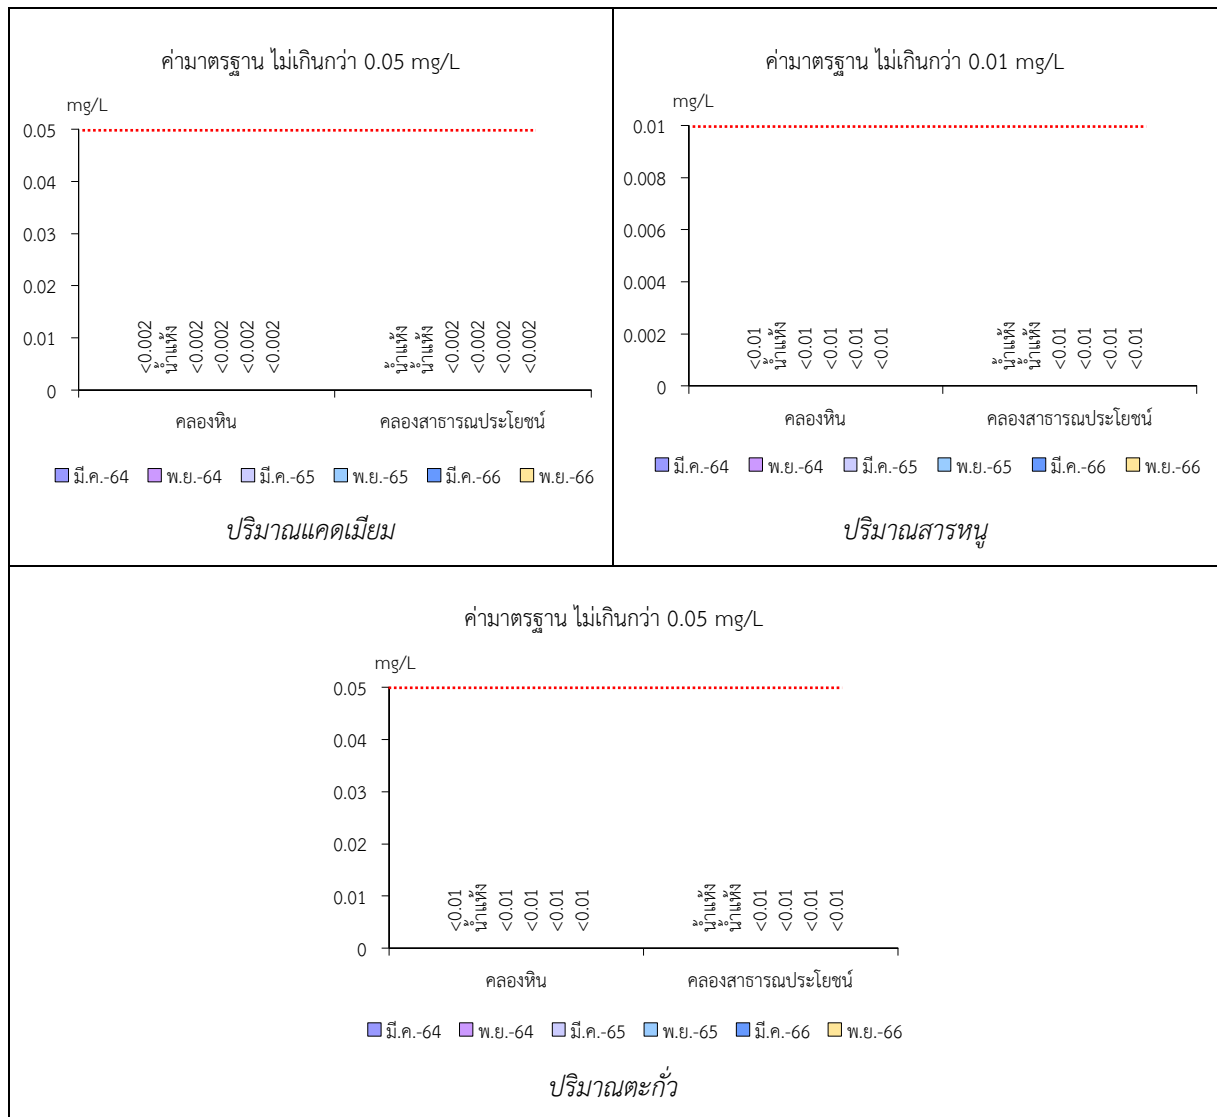 ค่ามาตรฐาน ไม่เกินกว่า 0.05 mg/L
mg/L
0.05
0.04
0.03
0.02
0.01
0
<0.002 น้ำแห้ง <0.002 <0.002 <0.002 <0.002
น้ำแห้ง น้ำแห้ง <0.002 <0.002 <0.002 <0.002
คลองหิน คลองสาธารณประโยชน์
มี.ค.-64 พ.ย.-64 มี.ค.-65 พ.ย.-65 มี.ค.-66 พ.ย.-66
ปริมาณแคดเมียม
ค่ามาตรฐาน ไม่เกินกว่า 0.01 mg/L
mg/L
0.01
0.008
0.006
0.004
0.002
0
<0.01 น้ำแห้ง <0.01 <0.01 <0.01 <0.01
น้ำแห้ง น้ำแห้ง <0.01 <0.01 <0.01 <0.01
คลองหิน คลองสาธารณประโยชน์
มี.ค.-64 พ.ย.-64 มี.ค.-65 พ.ย.-65 มี.ค.-66 พ.ย.-66
ปริมาณสารหนู
ค่ามาตรฐาน ไม่เกินกว่า 0.05 mg/L
mg/L
0.05
0.04
0.03
0.02
0.01
0
<0.01 น้ำแห้ง <0.01 <0.01 <0.01 <0.01
น้ำแห้ง น้ำแห้ง <0.01 <0.01 <0.01 <0.01
คลองหิน คลองสาธารณประโยชน์
มี.ค.-64 พ.ย.-64 มี.ค.-65 พ.ย.-65 มี.ค.-66 พ.ย.-66
ปริมาณตะกั่ว